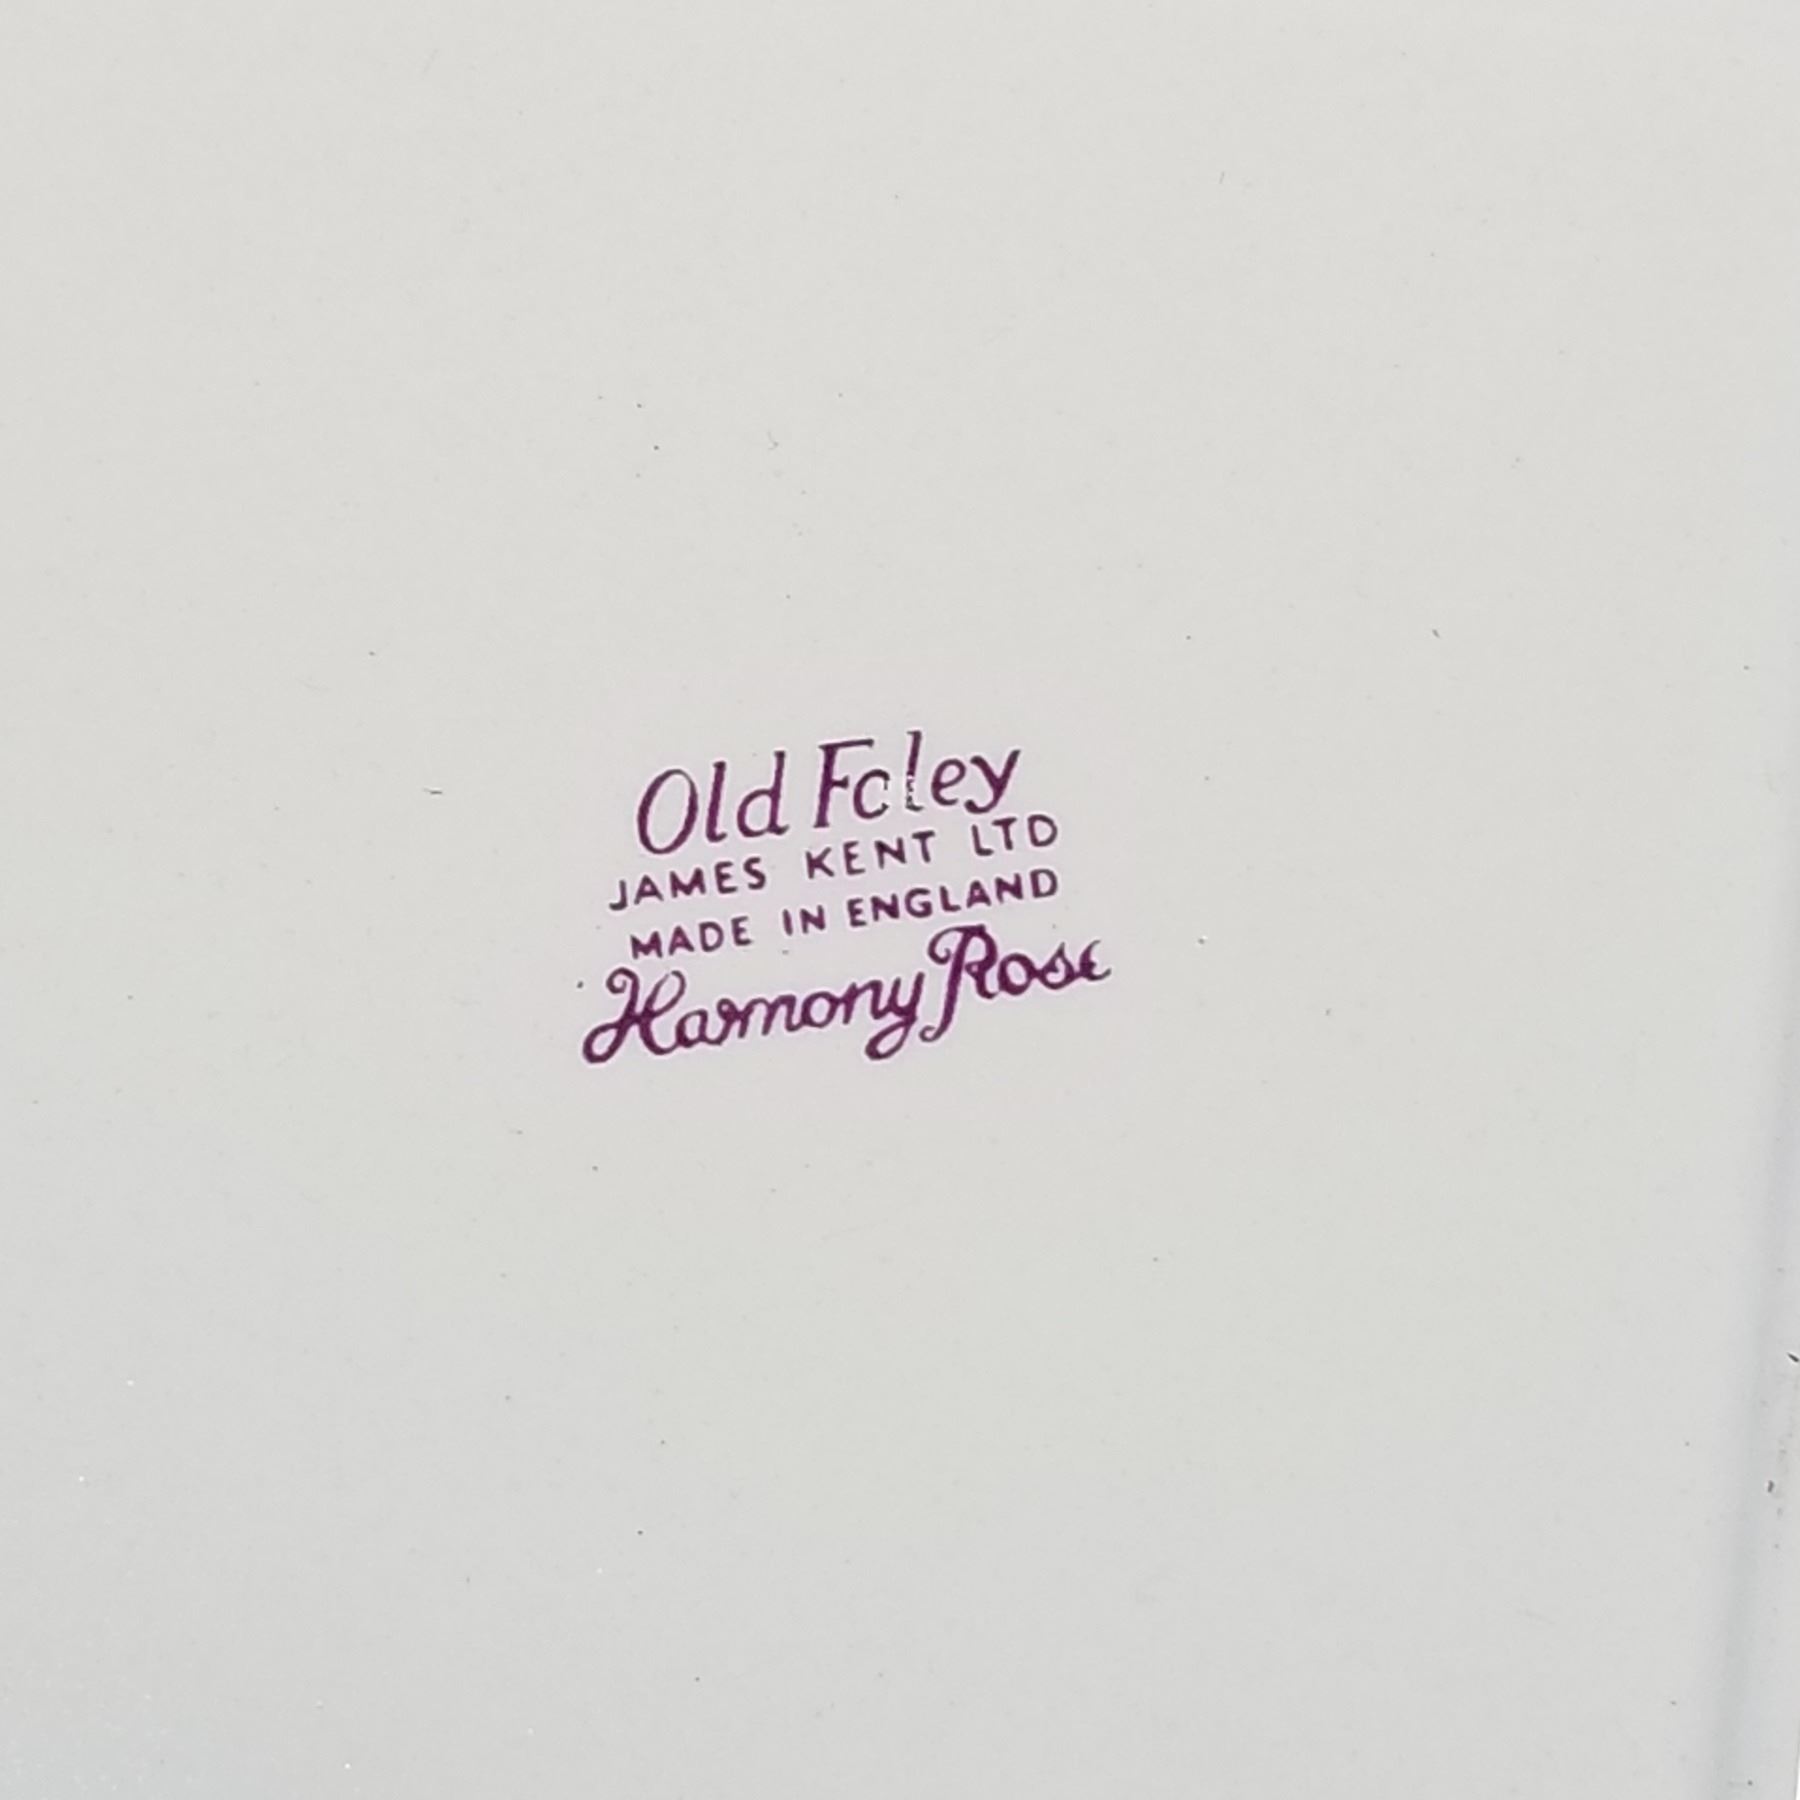 Old Foley
JAMES KENT LTD
MADE IN ENGLAND
Harmony Rose